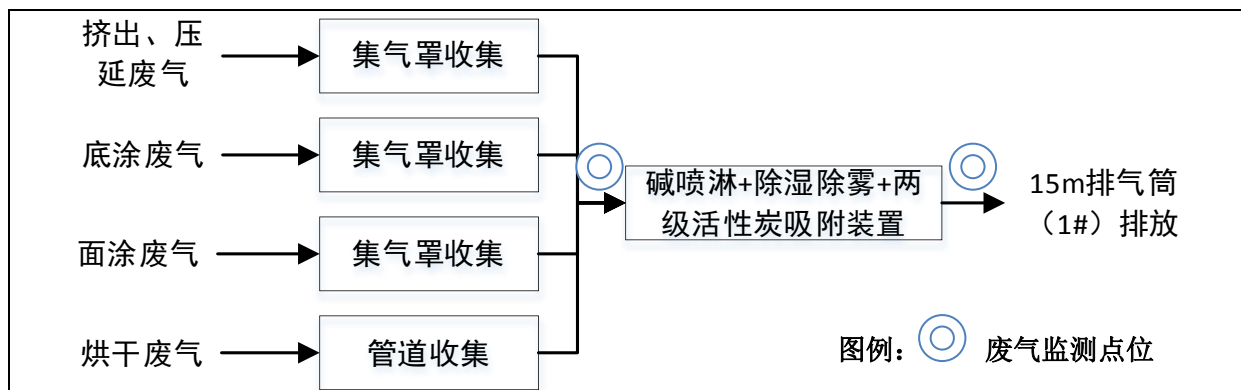 挤出、压
延废气
集气罩收集
底涂废气
集气罩收集
面涂废气
集气罩收集
烘干废气
管道收集
碱喷淋+除湿除雾+两
级活性炭吸附装置
15m排气筒
（1#）排放
图例：
废气监测点位